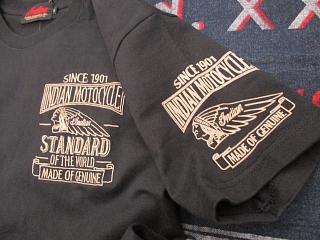 SINCE 1901
INDIAN MOTOCYCLE
Indian
STANDARD
OF THE WORLD
MADE OF GENUINE
SINCE 1901
INDIAN MOTOCYCLE
Indian
MADE OF GENUINE